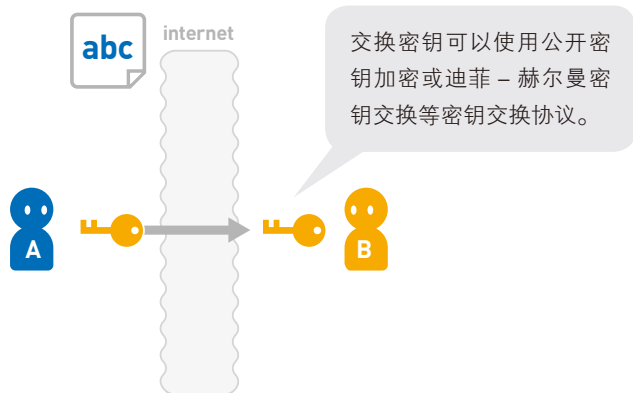 abc
internet
交换密钥可以使用公开密
钥加密或迪菲 – 赫尔曼密
钥交换等密钥交换协议。
A
B